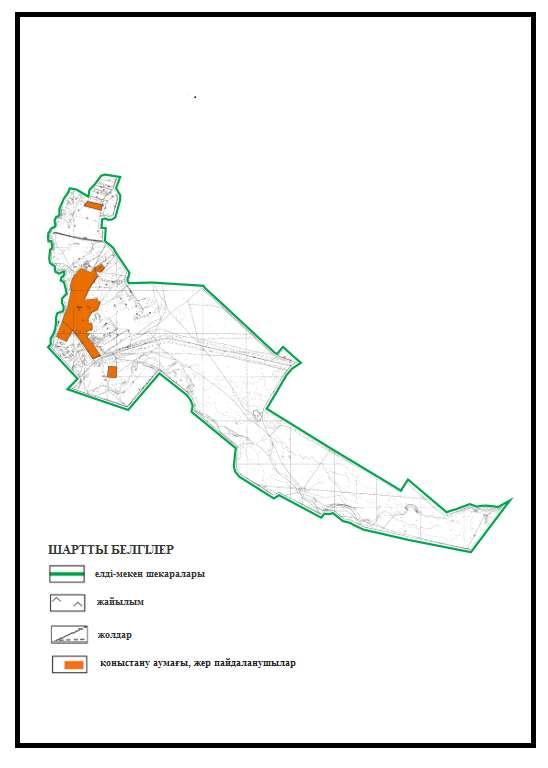 ШАРТТЫ БЕЛГІЛЕР
елді-мекен шекаралары
жайылым
жолдар
қоныстану аумағы, жер пайдаланушылар